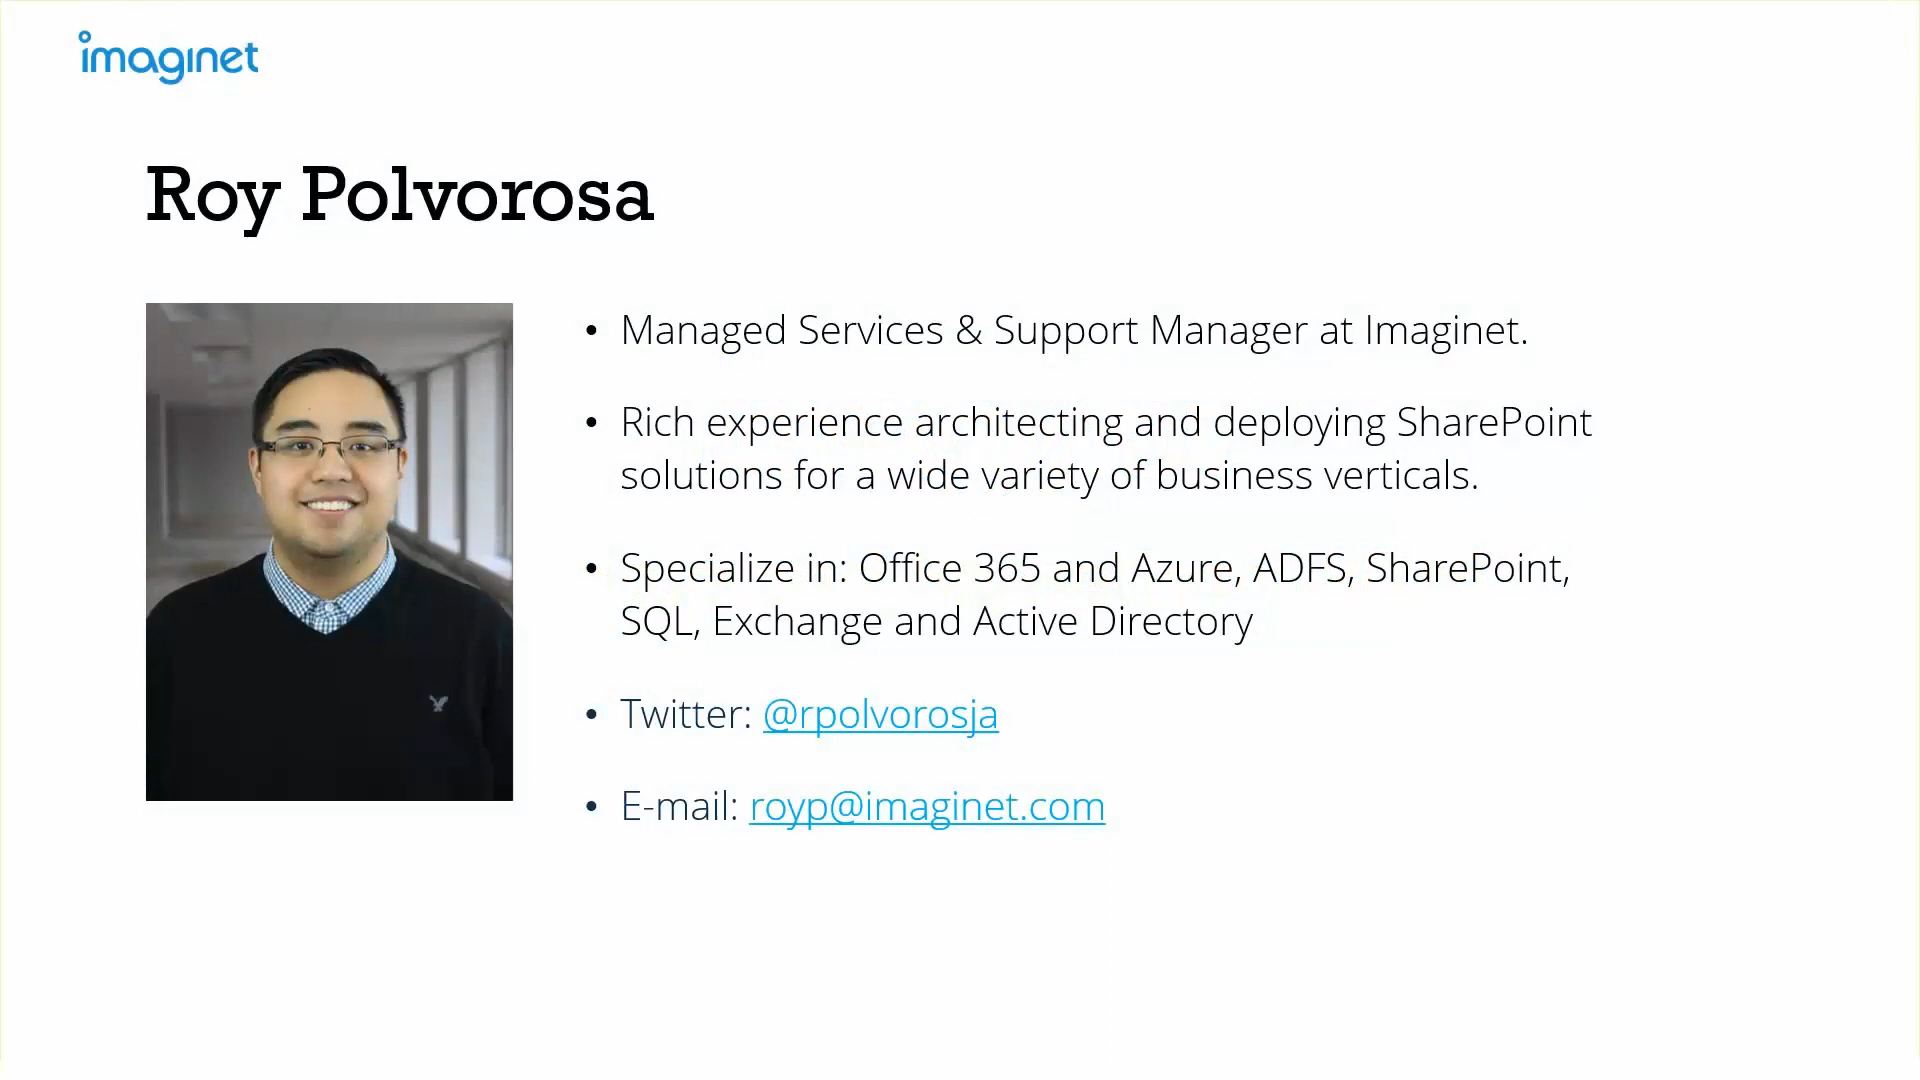 imaginet
Roy Polvorosa
• Managed Services & Support Manager at Imaginet.
• Rich experience architecting and deploying SharePoint
solutions for a wide variety of business verticals.
• Specialize in: Office 365 and Azure, ADFS, SharePoint,
SQL, Exchange and Active Directory
• Twitter: @rpolvorosja
• E-mail: royp@imaginet.com